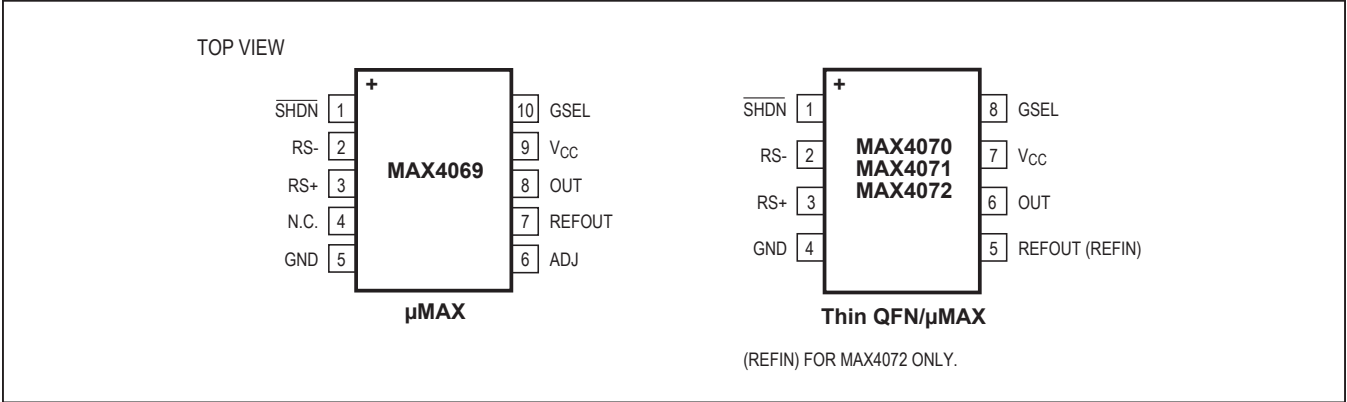 TOP VIEW
+
SHDN 1
10 GSEL
RS- 2
9 VCC
MAX4069
RS+ 3
8 OUT
N.C. 4
7 REFOUT
GND 5
6 ADJ
µMAX
+
SHDN 1
8 GSEL
MAX4070
RS- 2
7 VCC
MAX4071
MAX4072
RS+ 3
6 OUT
GND 4
5 REFOUT (REFIN)
Thin QFN/µMAX
(REFIN) FOR MAX4072 ONLY.